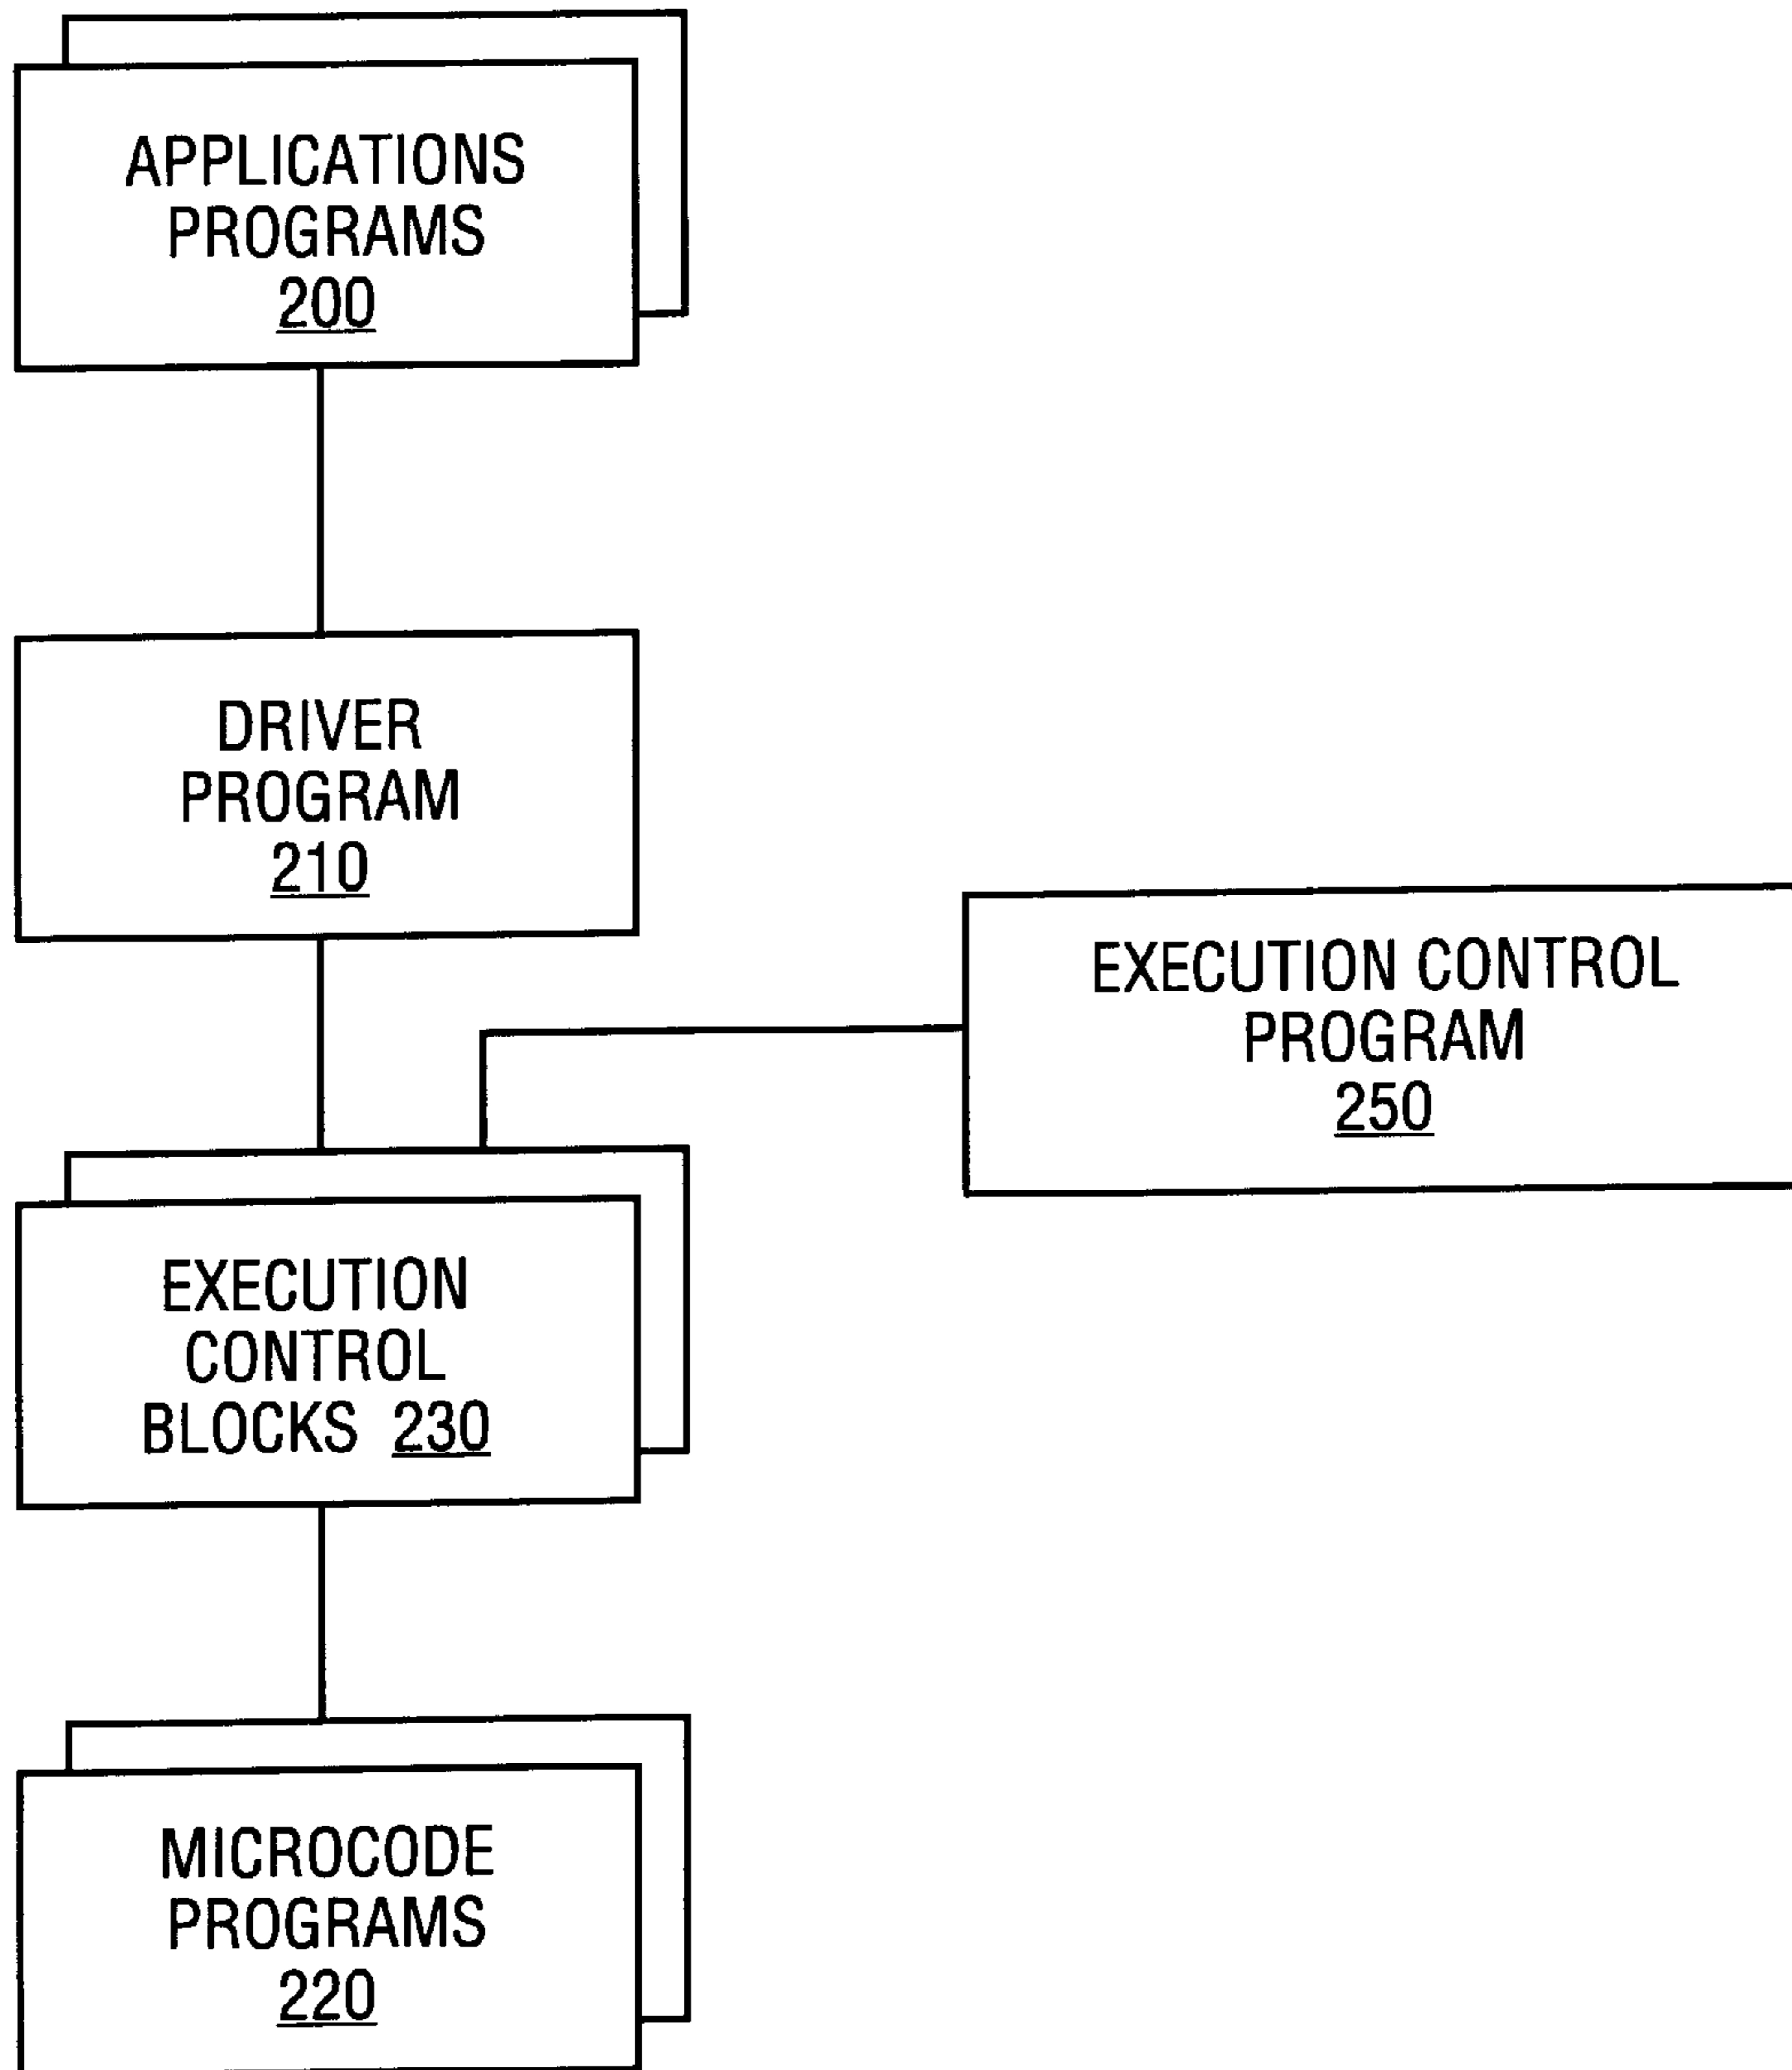 APPLICATIONS
PROGRAMS
200
DRIVER
PROGRAM
210
EXECUTION CONTROL
PROGRAM
250
EXECUTION
CONTROL
BLOCKS 230
MICROCODE
PROGRAMS
220